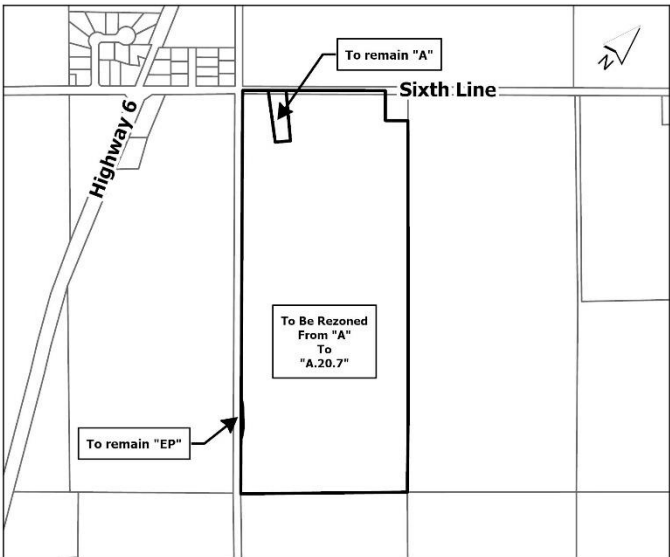 To remain "A"
N
Sixth Line
Highway 6
To Be Rezoned
From "A"
To
"A.20.7"
To remain "EP"